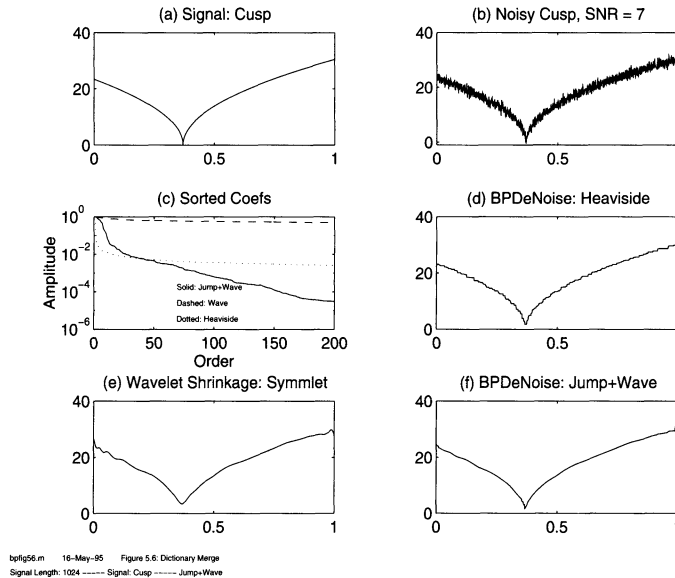 (a) Signal: Cusp
40
20
0
0
0.5
1
(b) Noisy Cusp, SNR = 7
40
20
0
0
0.5
(c) Sorted Coefs
Amplitude
10^0
10^-2
10^-4
10^-6
Solid: Jump+Wave
Dashed: Wave
Dotted: Heaviside
0
50
100
150
200
Order
(d) BPDeNoise: Heaviside
40
20
0
0
0.5
(e) Wavelet Shrinkage: Symmlet
40
20
0
0
0.5
1
(f) BPDeNoise: Jump+Wave
40
20
0
0
0.5
bpfig56.m 16-May-95 Figure 5.6: Dictionary Merge
Signal Length: 1024 ----- Signal: Cusp ----- Jump+Wave